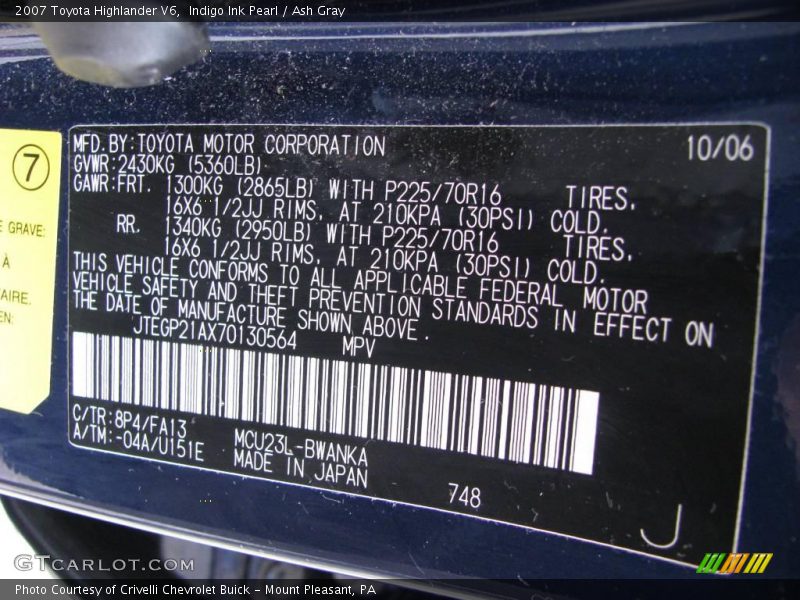 2007 Toyota Highlander V6,  Indigo Ink Pearl / Ash Gray
7
E GRAVE:
À
AIRE.
EN:
MFD.BY:TOYOTA MOTOR CORPORATION 10/06
GVWR:2430KG (5360LB)
GAWR:FRT. 1300KG (2865LB) WITH P225/70R16 TIRES,
16X6 1/2JJ RIMS, AT 210KPA (30PSI) COLD.
RR. 1340KG (2950LB) WITH P225/70R16 TIRES,
16X6 1/2JJ RIMS, AT 210KPA (30PSI) COLD.
THIS VEHICLE CONFORMS TO ALL APPLICABLE FEDERAL MOTOR
VEHICLE SAFETY AND THEFT PREVENTION STANDARDS IN EFFECT ON
THE DATE OF MANUFACTURE SHOWN ABOVE.
JTEGP21AX70130564 MPV
C/TR:8P4/FA13
A/TM:-04A/U151E
MCU23L-BWANKA
MADE IN JAPAN
748
J
GTCARLOT.COM
Photo Courtesy of Crivelli Chevrolet Buick - Mount Pleasant, PA